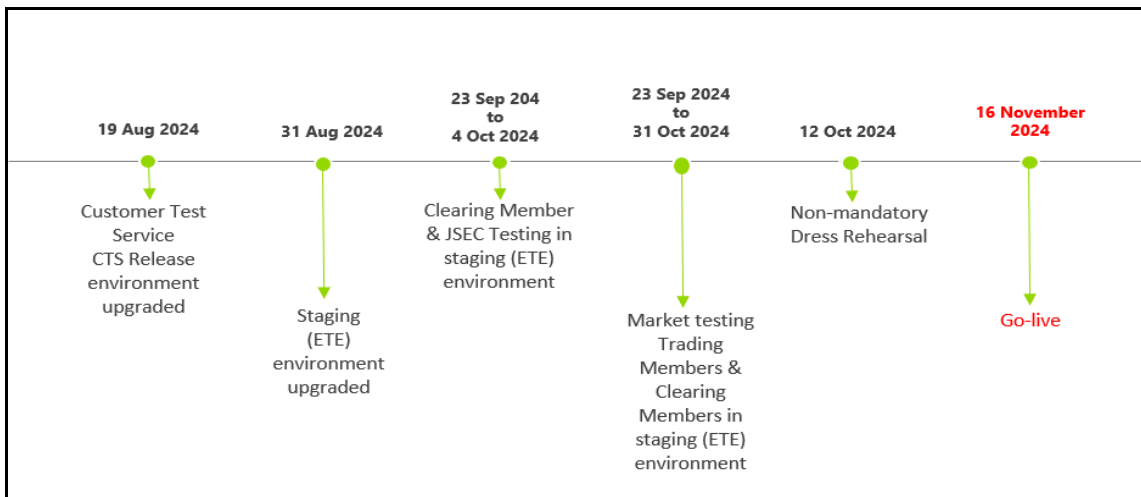 19 Aug 2024
31 Aug 2024
23 Sep 204
to
4 Oct 2024
23 Sep 2024
to
31 Oct 2024
12 Oct 2024
16 November
2024
Customer Test
Service
CTS Release
environment
upgraded
Staging
(ETE)
environment
upgraded
Clearing Member
& JSEC Testing in
staging (ETE)
environment
Market testing
Trading
Members &
Clearing
Members in
staging (ETE)
environment
Non-mandatory
Dress Rehearsal
Go-live